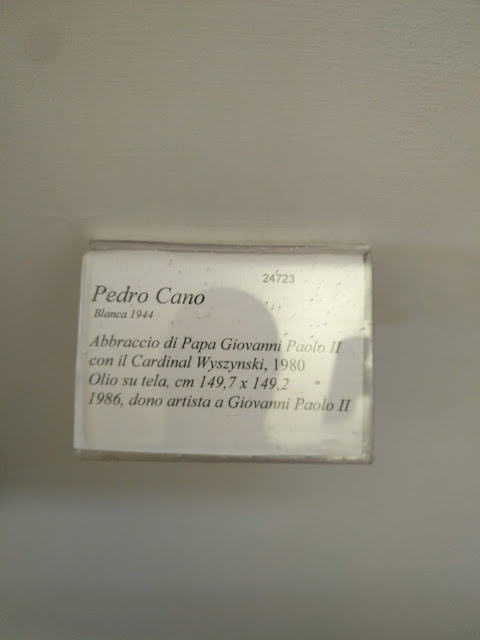 24723
Pedro Cano
Blanca 1944
Abbraccio di Papa Giovanni Paolo II
con il Cardinal Wyszynski, 1980
Olio su tela, cm 149,7 x 149,2
1986, dono artista a Giovanni Paolo II